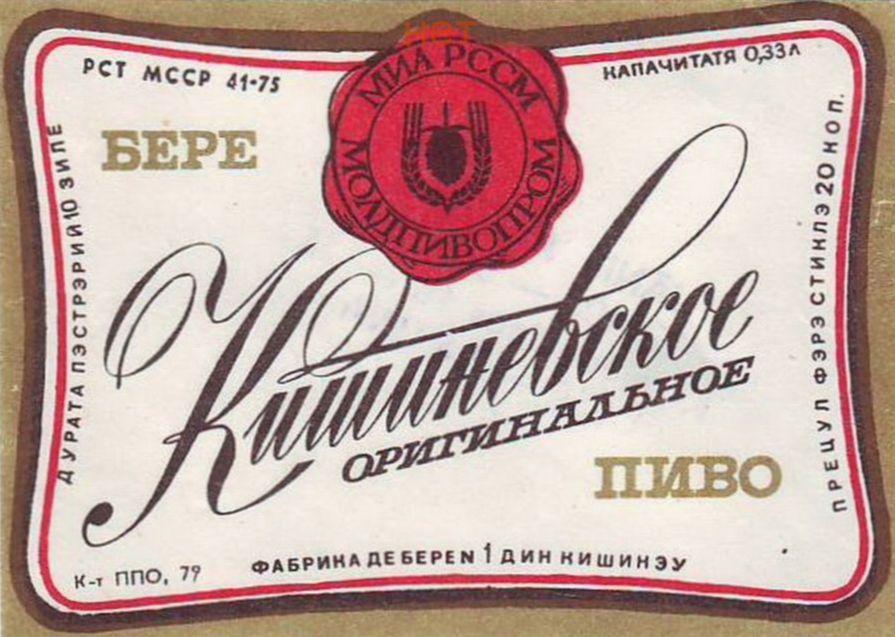 НОТ
РСТ МССР 41-75
КАПАЧИТАТЯ 0,33Л
МИА РССМ
МОЛДПИВОПРОМ
БЕРЕ
ДУРАТА ПЭСТРЭРИЙ 10 ЗИЛЕ
Кишиневское
ОРИГИНАЛЬНОЕ
ПИВО
ПРЕЦУЛ ФЭРЭ СТИКЛЭ 20 КОП.
К-т ППО, 79
ФАБРИКА ДЕ БЕРЕ N 1 ДИН КИШИНЭУ